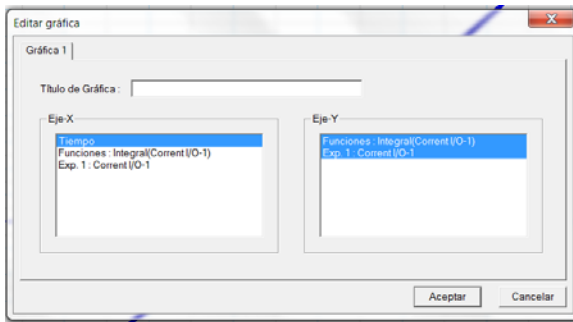 Editar gráfica
Gráfica 1
Título de Gráfica :
Eje-X
Tiempo
Funciones : Integral(Corrent I/O-1)
Exp. 1 : Corrent I/O-1
Eje-Y
Funciones : Integral(Corrent I/O-1)
Exp. 1 : Corrent I/O-1
Aceptar
Cancelar